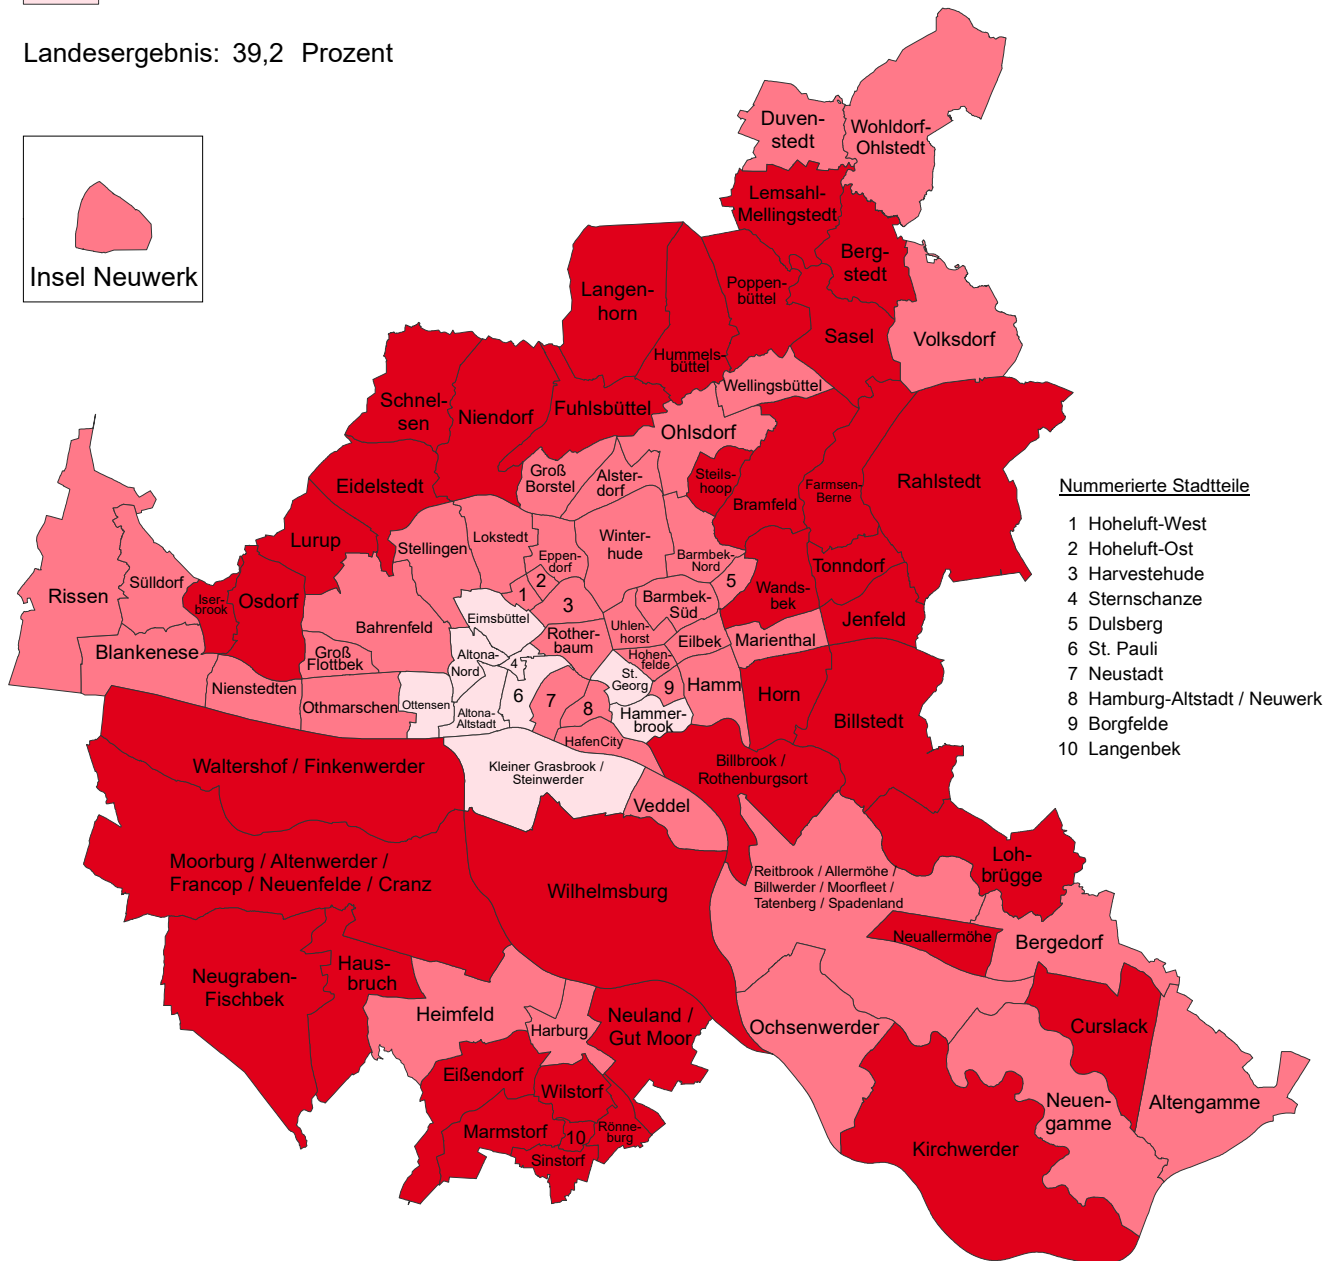 Landesergebnis: 39,2 Prozent
Insel Neuwerk
Duven-
stedt
Wohldorf-
Ohlstedt
Lemsahl-
Mellingstedt
Berg-
stedt
Langen-
horn
Poppen-
büttel
Hummels-
büttel
Sasel
Volksdorf
Wellingsbüttel
Schnel-
sen
Niendorf
Fuhlsbüttel
Ohlsdorf
Groß
Borstel
Alster-
dorf
Steils-
hoop
Bramfeld
Farmsen-
Berne
Rahlstedt
Eidelstedt
Lurup
Stellingen
Lokstedt
Eppen-
dorf
Winter-
hude
Barmbek-
Nord
Tonndorf
Wands-
bek
Jenfeld
Rissen
Sülldorf
Iser-
brook
Osdorf
Bahrenfeld
Eimsbüttel
1
2
3
5
Barmbek-
Süd
Uhlen-
horst
Eilbek
Marienthal
Blankenese
Groß
Flottbek
Altona-
Nord
4
Rother-
baum
Hohen-
felde
St.
Georg
9
Hamm
Horn
Billstedt
Nienstedten
Othmarschen
Ottensen
Altona-
Altstadt
6
7
8
Hammer-
brook
HafenCity
Waltershof / Finkenwerder
Kleiner Grasbrook /
Steinwerder
Veddel
Billbrook /
Rothenburgsort
Moorburg / Altenwerder /
Francop / Neuenfelde / Cranz
Wilhelmsburg
Reitbrook / Allermöhe /
Billwerder / Moorfleet /
Tatenberg / Spadenland
Loh-
brügge
Neuallermöhe
Bergedorf
Neugraben-
Fischbek
Haus-
bruch
Heimfeld
Harburg
Neuland /
Gut Moor
Ochsenwerder
Curslack
Eißendorf
Wilstorf
Marmstorf
10
Rönne-
burg
Sinstorf
Neuen-
gamme
Altengamme
Kirchwerder
Nummerierte Stadtteile
1 Hoheluft-West
2 Hoheluft-Ost
3 Harvestehude
4 Sternschanze
5 Dulsberg
6 St. Pauli
7 Neustadt
8 Hamburg-Altstadt / Neuwerk
9 Borgfelde
10 Langenbek